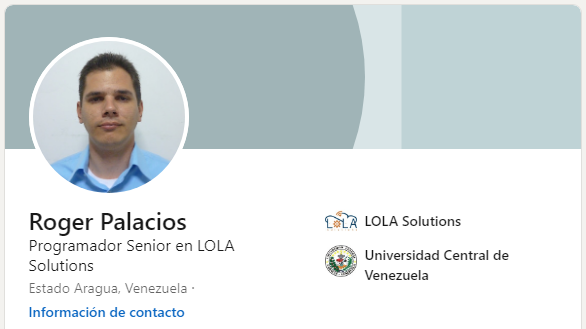 Roger Palacios
Programador Senior en LOLA
Solutions
Estado Aragua, Venezuela ·
Información de contacto
LOLA
LOLA Solutions
Universidad Central de
Venezuela